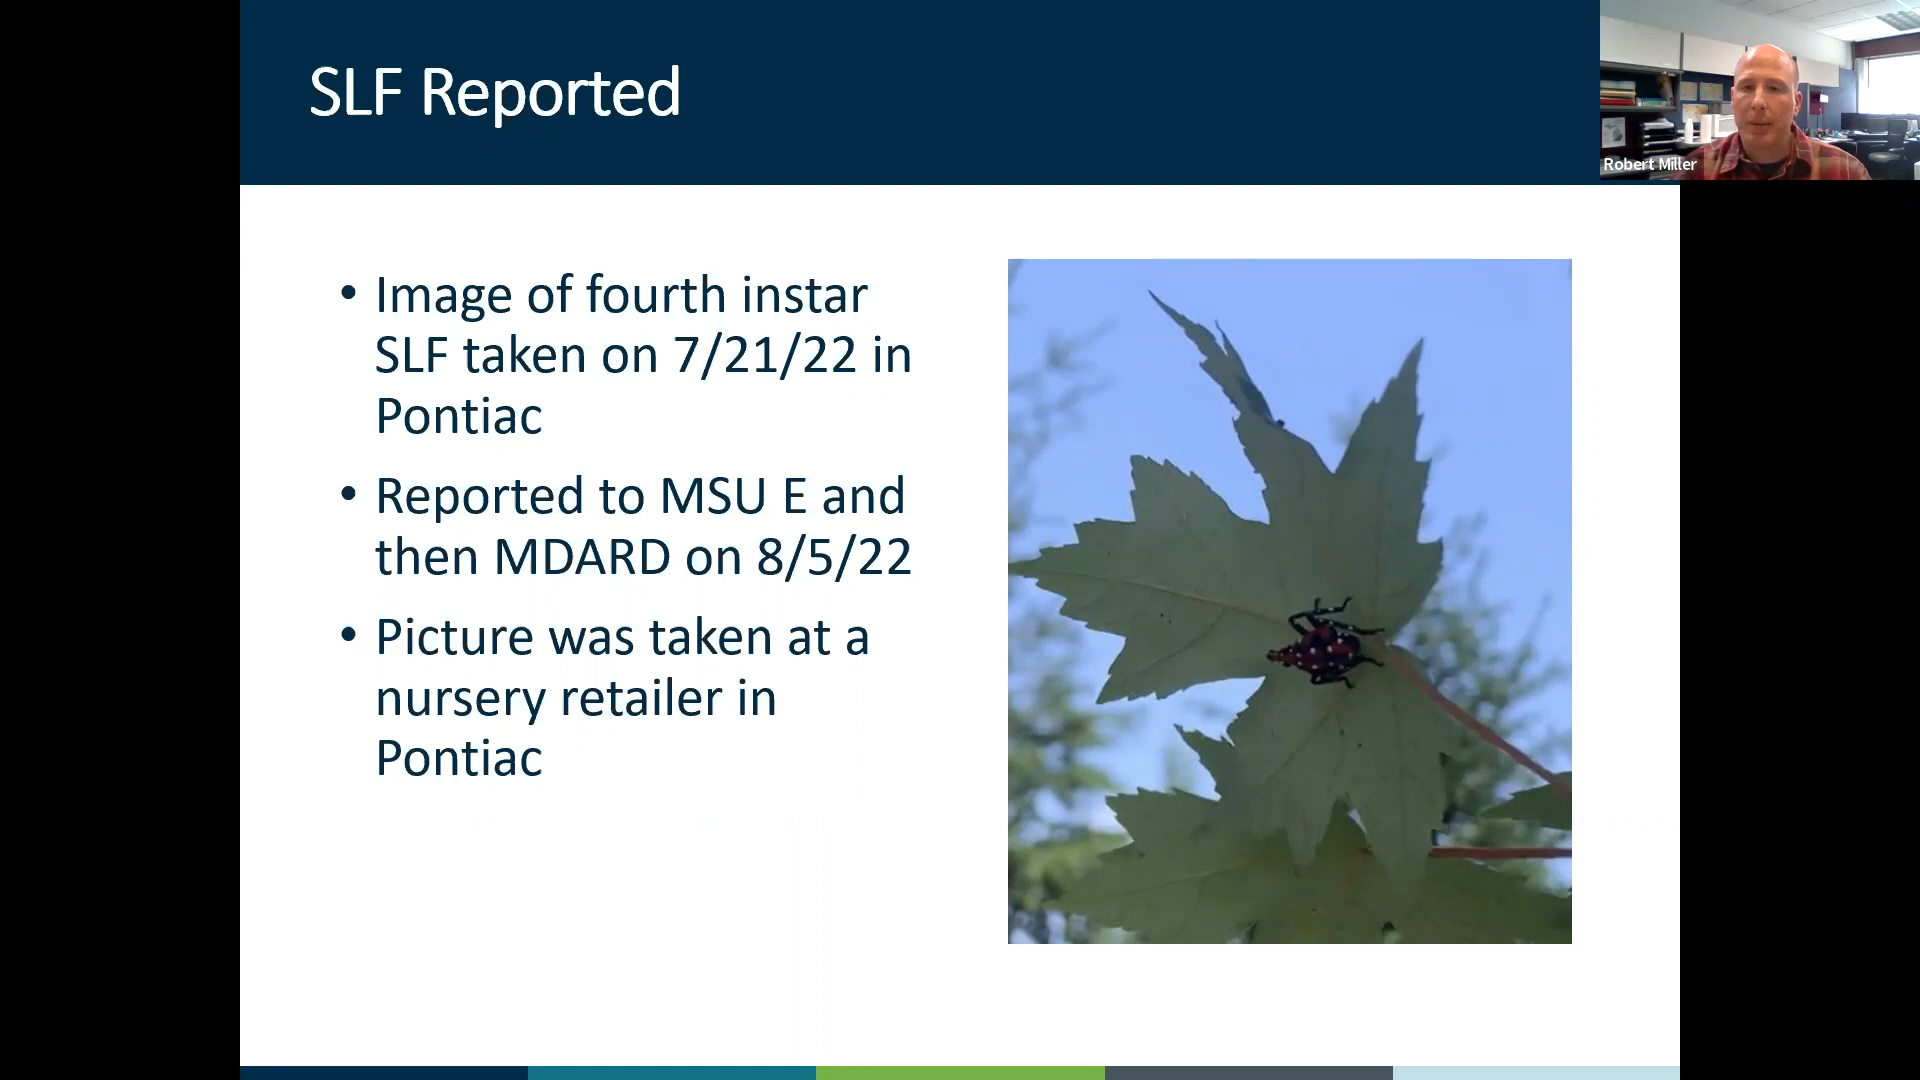 SLF Reported
Robert Miller
• Image of fourth instar
SLF taken on 7/21/22 in
Pontiac
• Reported to MSU E and
then MDARD on 8/5/22
• Picture was taken at a
nursery retailer in
Pontiac